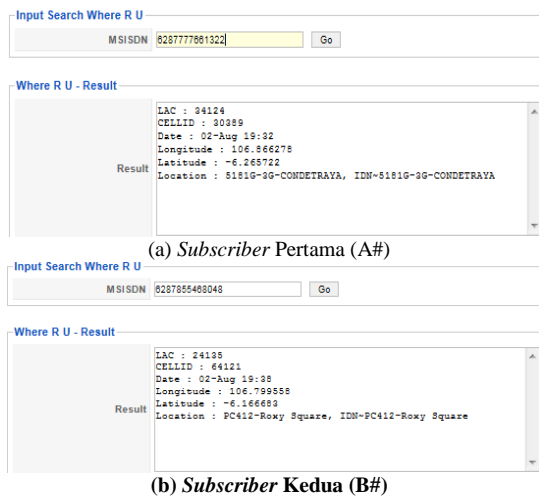 Input Search Where R U
MSISDN 6287777661322 Go
Where R U - Result
LAC : 34124
CELLID : 30389
Date : 02-Aug 19:32
Longitude : 106.866278
Latitude : -6.265722
Result
Location : 5181G-3G-CONDETRAYA, IDN~5181G-3G-CONDETRAYA
(a) Subscriber Pertama (A#)
Input Search Where R U
MSISDN 6287855468048 Go
Where R U - Result
LAC : 24135
CELLID : 64121
Date : 02-Aug 19:38
Longitude : 106.799558
Latitude : -6.166683
Result
Location : PC412-Roxy Square, IDN~PC412-Roxy Square
(b) Subscriber Kedua (B#)